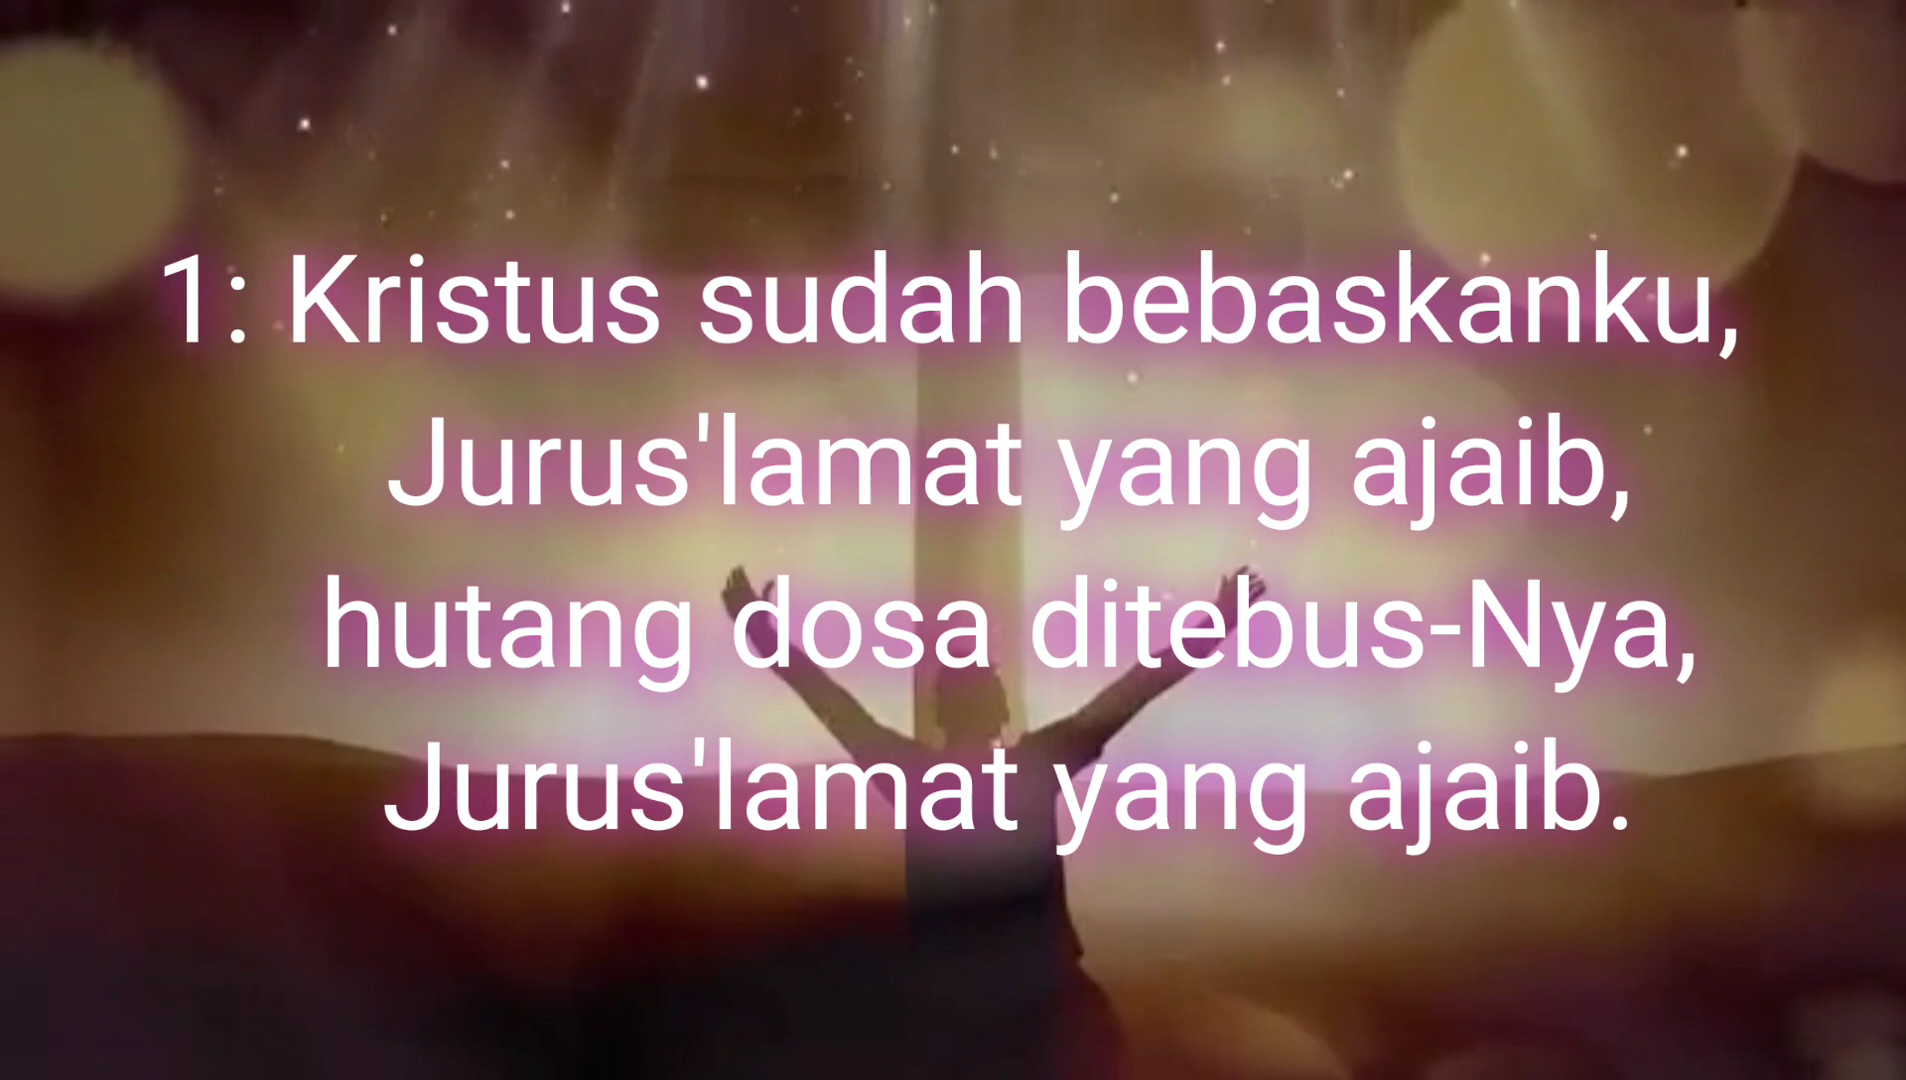 1: Kristus sudah bebaskanku,
Jurus'lamat yang ajaib,
hutang dosa ditebus-Nya,
Jurus'lamat yang ajaib.